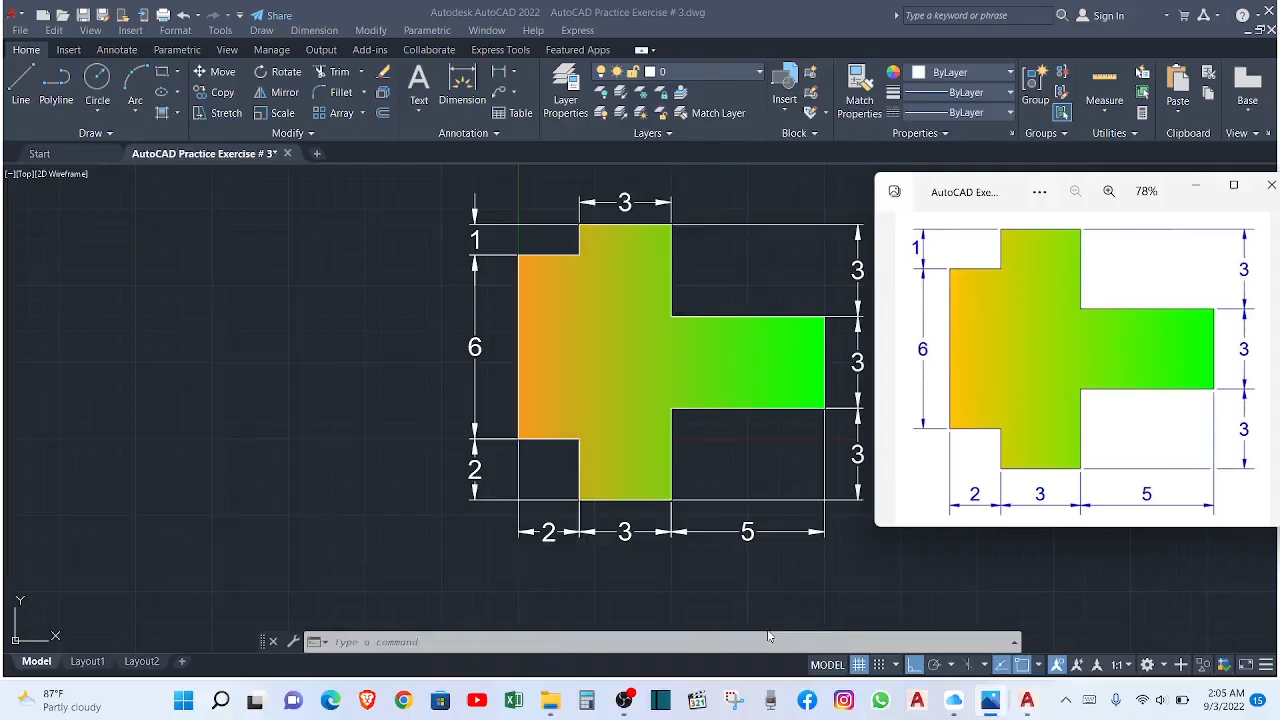 Share
Autodesk AutoCAD 2022 AutoCAD Practice Exercise # 3.dwg
Type a keyword or phrase
Sign In
File Edit View Insert Format Tools Draw Dimension Modify Parametric Window Help Express
Home Insert Annotate Parametric View Manage Output Add-ins Collaborate Express Tools Featured Apps
Line Polyline Circle Arc
Move Rotate Trim
Copy Mirror Fillet
Stretch Scale Array
Text Dimension Table
Layer Properties
0
Match Layer
Insert
Match Properties
ByLayer
ByLayer
ByLayer
Group Measure Paste Base
Draw Modify Annotation Layers Block Properties Groups Utilities Clipboard View
Start AutoCAD Practice Exercise # 3*
[–][Top][2D Wireframe]
3
1
6
2
3
3
3
2 3 5
AutoCAD Exe... 78%
1
6
3
3
3
2 3 5
Y
X
Type a command
Model Layout1 Layout2
MODEL 1:1
87°F
Partly cloudy
321
2:05 AM
9/3/2022
15